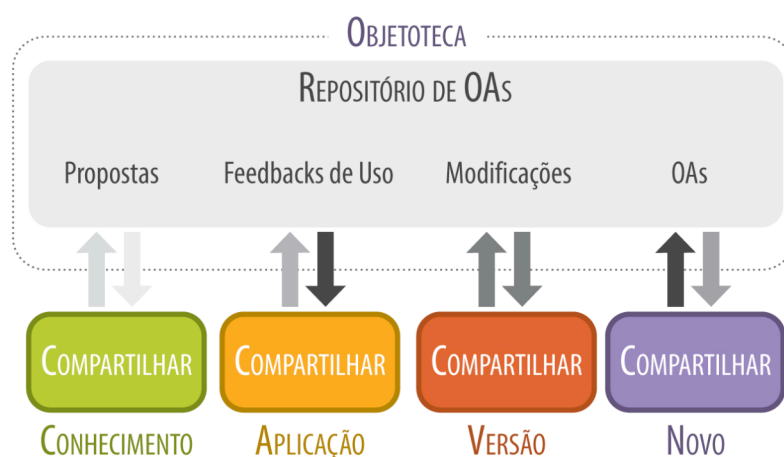 Objetoteca
Repositório de OAs
Propostas Feedbacks de Uso Modificações OAs
Compartilhar Compartilhar Compartilhar Compartilhar
Conhecimento Aplicação Versão Novo